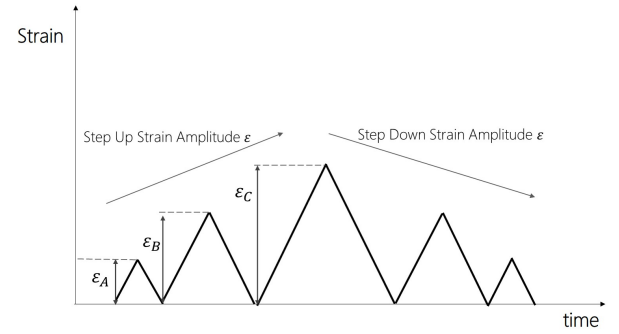 Strain
Step Up Strain Amplitude ε
Step Down Strain Amplitude ε
ε_C
ε_B
ε_A
time